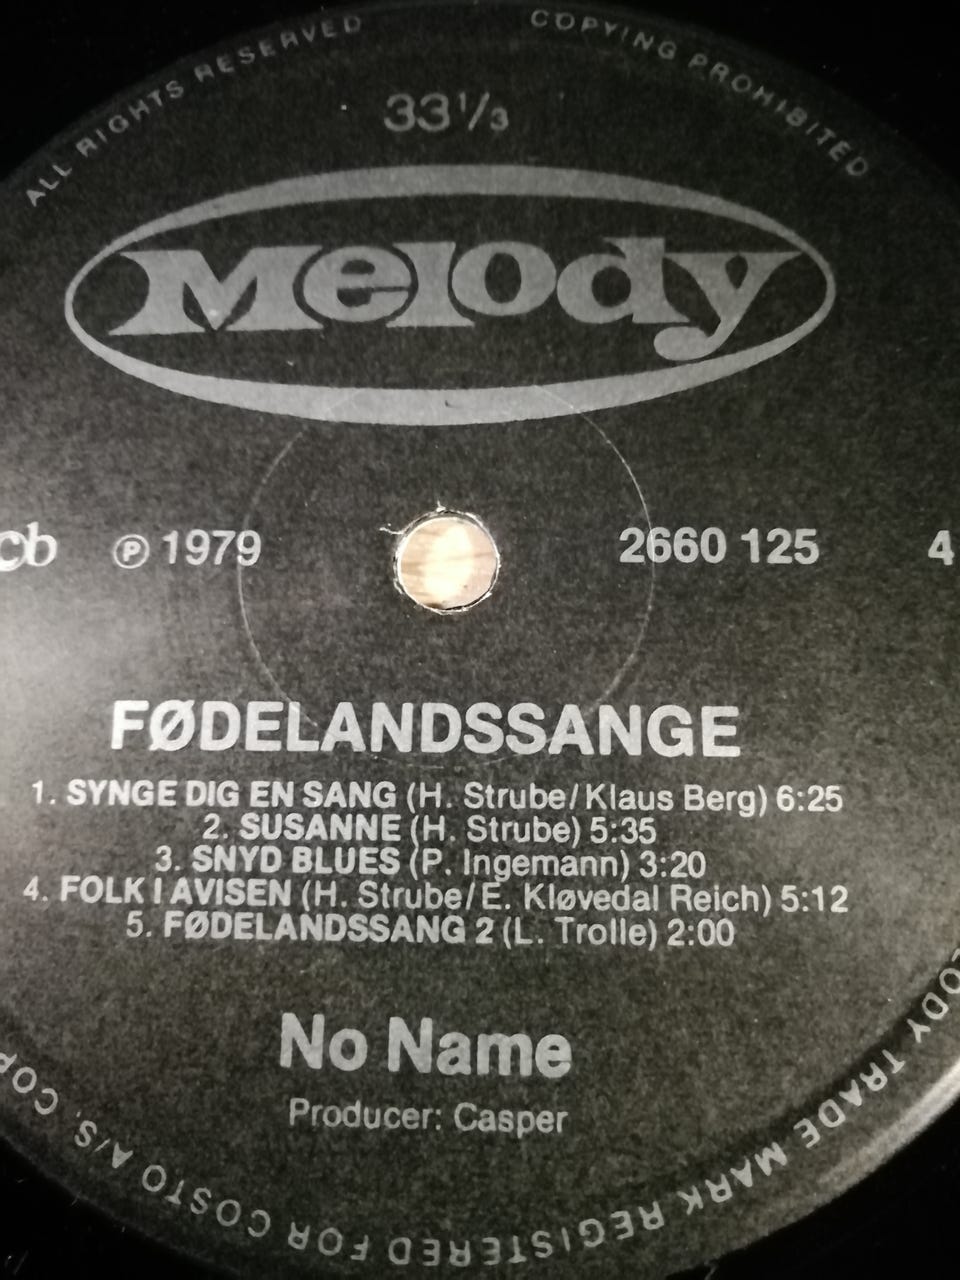 ALL RIGHTS RESERVED COPYING PROHIBITED
33 1/3
Melody
cb ℗ 1979 2660 125 4
FØDELANDSSANGE
1. SYNGE DIG EN SANG (H. Strube/Klaus Berg) 6:25
2. SUSANNE (H. Strube) 5:35
3. SNYD BLUES (P. Ingemann) 3:20
4. FOLK I AVISEN (H. Strube/E. Kløvedal Reich) 5:12
5. FØDELANDSSANG 2 (L. Trolle) 2:00
No Name
Producer: Casper
TRADE MARK REGISTERED FOR COSTO A/S. COP